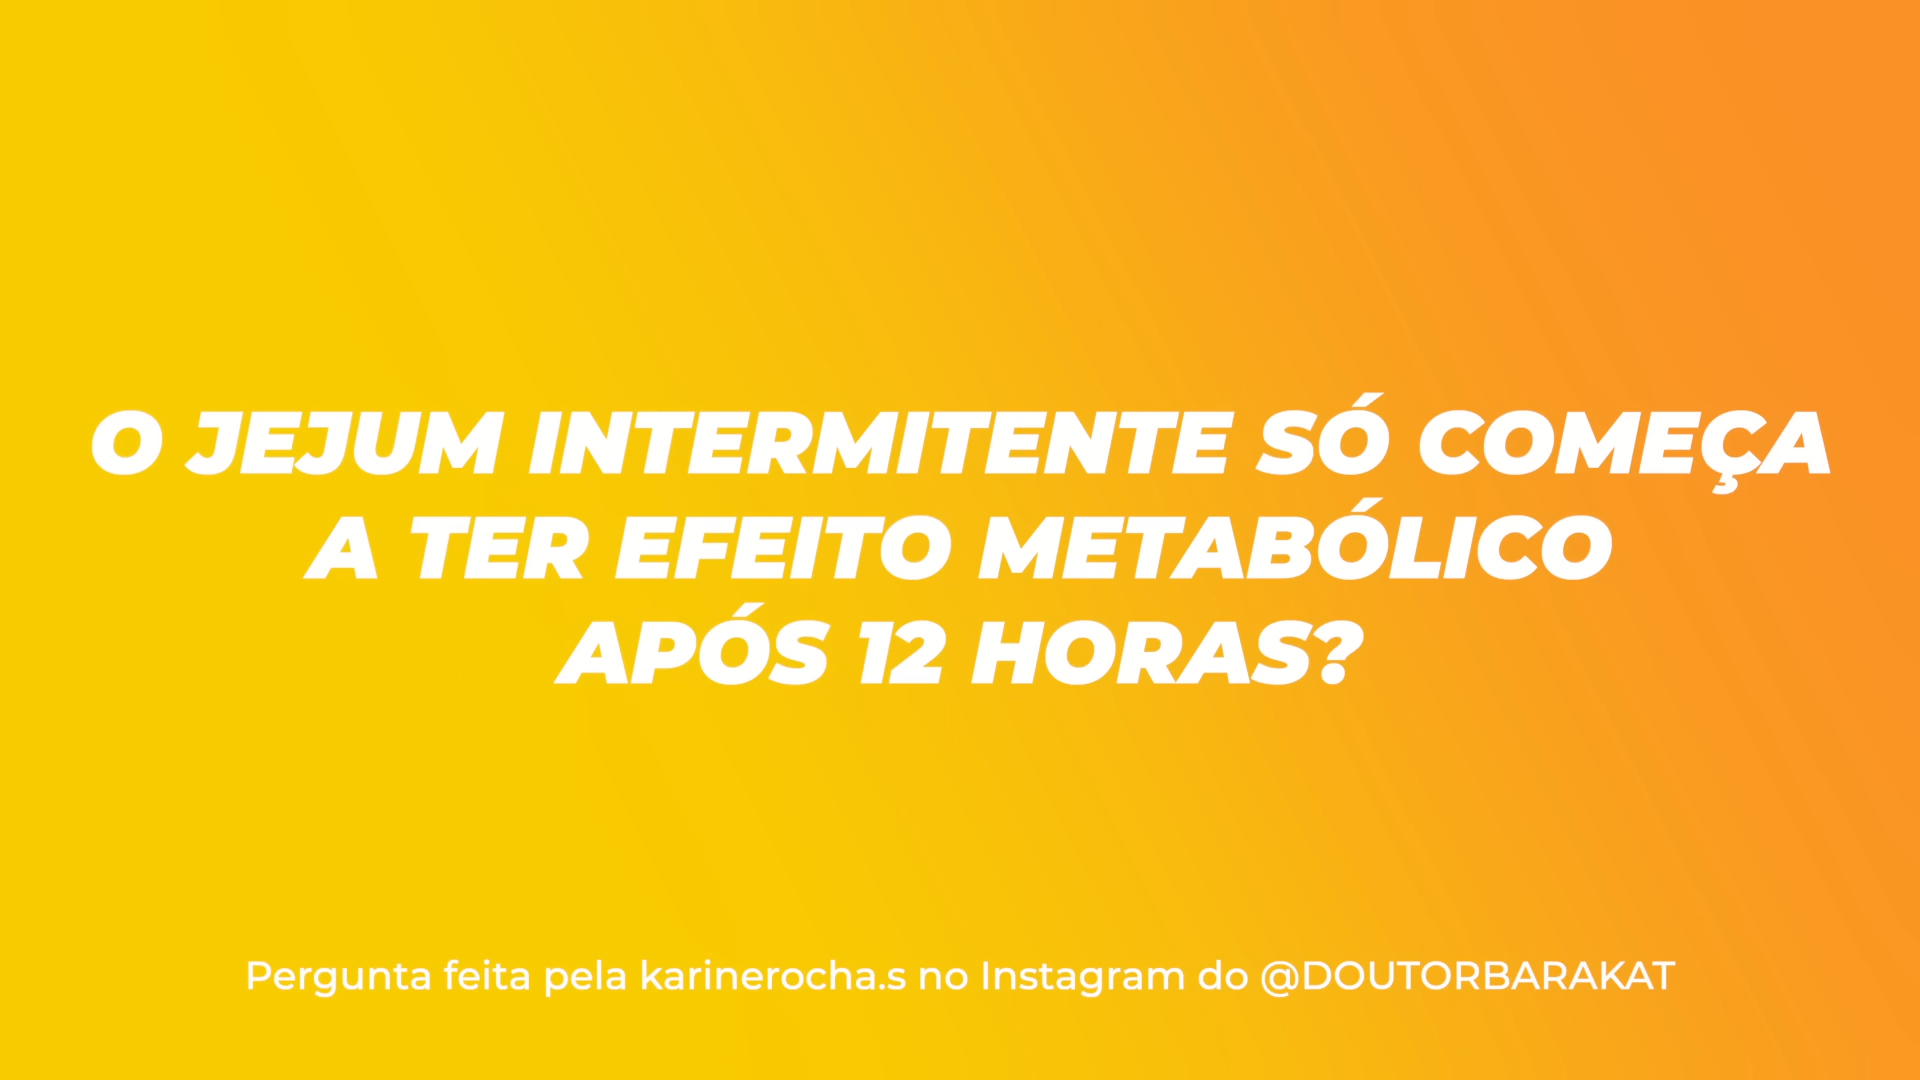 O JEJUM INTERMITENTE SÓ COMEÇA
A TER EFEITO METABÓLICO
APÓS 12 HORAS?
Pergunta feita pela karinerocha.s no Instagram do @DOUTORBARAKAT